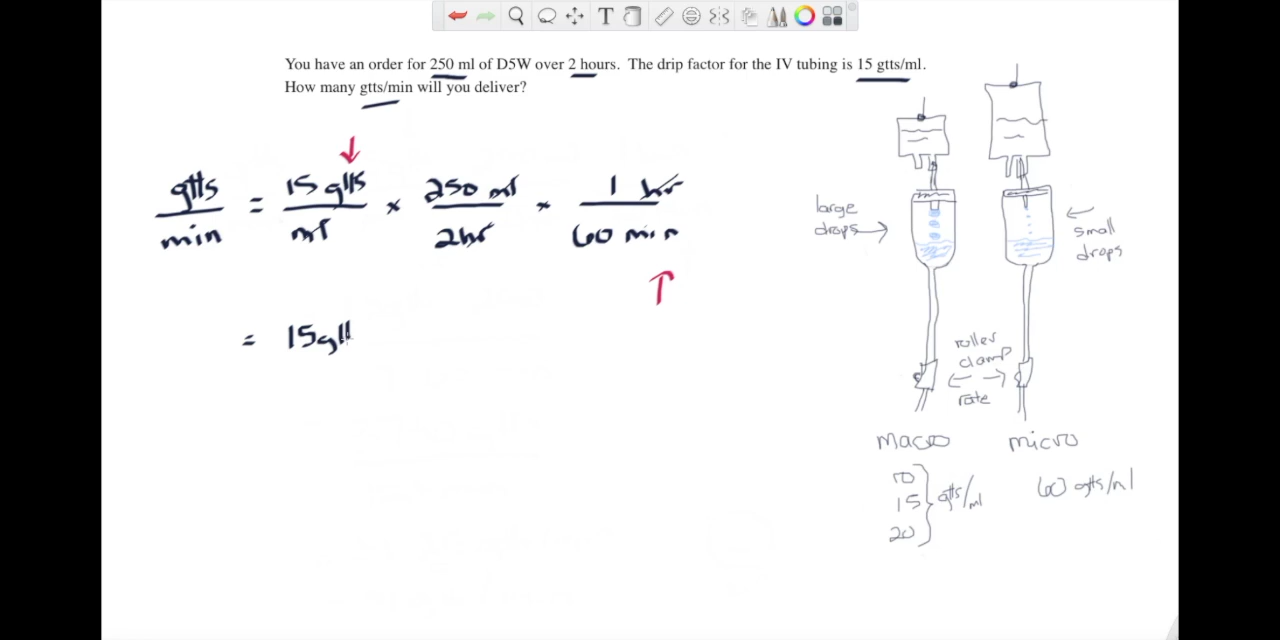 You have an order for 250 ml of D5W over 2 hours. The drip factor for the IV tubing is 15 gtts/ml.
How many gtts/min will you deliver?
gtts
min
=
15 gtts
ml
×
250 ml
2hr
×
1 hr
60 min
= 15gtt
large
drops
small
drops
roller
clamp
rate
macro
10
15
20
gtts/ml
micro
60 gtts/ml